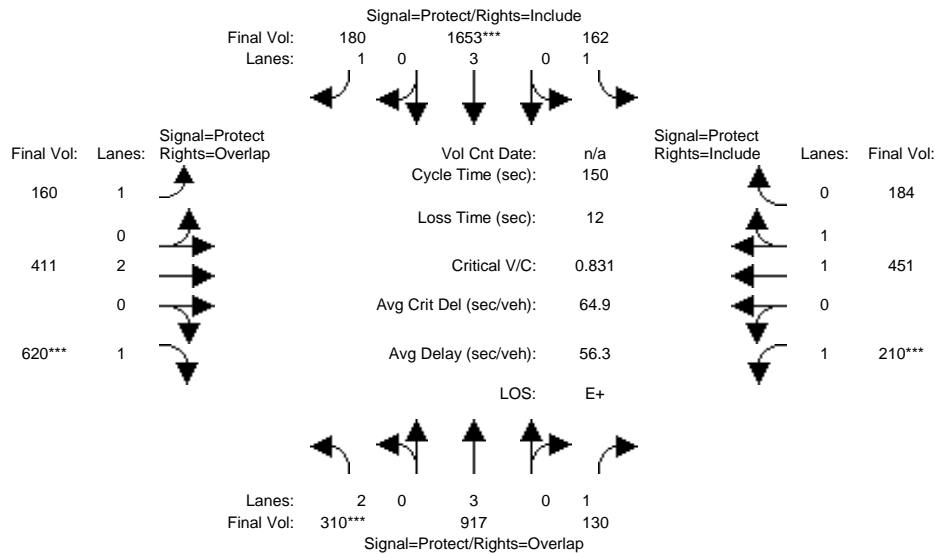 Signal=Protect/Rights=Include
Final Vol: 180 1653*** 162
Lanes: 1 0 3 0 1
Signal=Protect Signal=Protect
Final Vol: Lanes: Rights=Overlap Vol Cnt Date: n/a Rights=Include Lanes: Final Vol:
Cycle Time (sec): 150
160 1 0 184
Loss Time (sec): 12
0 1
411 2 Critical V/C: 0.831 1 451
0 Avg Crit Del (sec/veh): 64.9 0
620*** 1 Avg Delay (sec/veh): 56.3 1 210***
LOS: E+
Lanes: 2 0 3 0 1
Final Vol: 310*** 917 130
Signal=Protect/Rights=Overlap